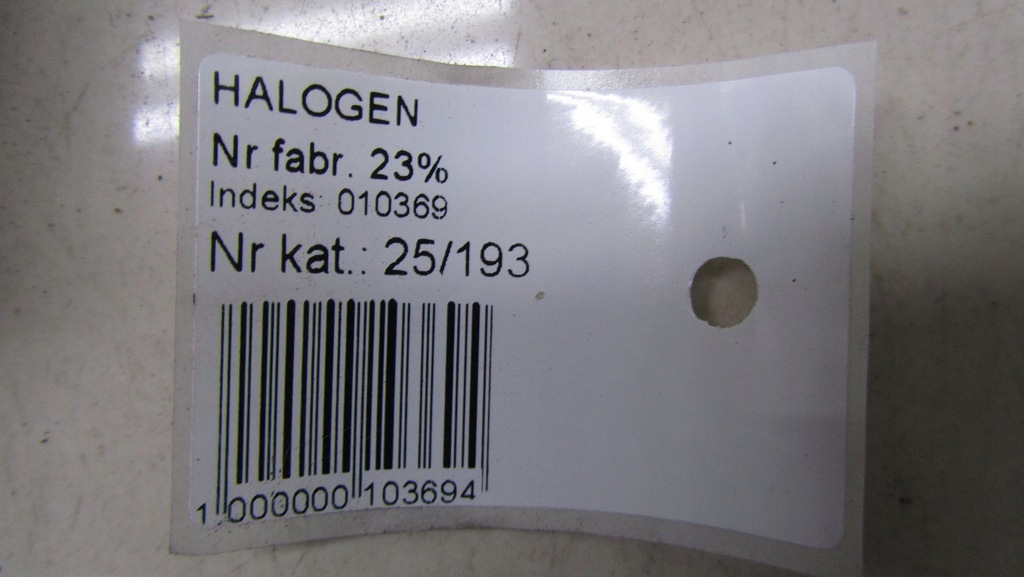 HALOGEN
Nr fabr. 23%
Indeks: 010369
Nr kat.: 25/193
1 000000 103694